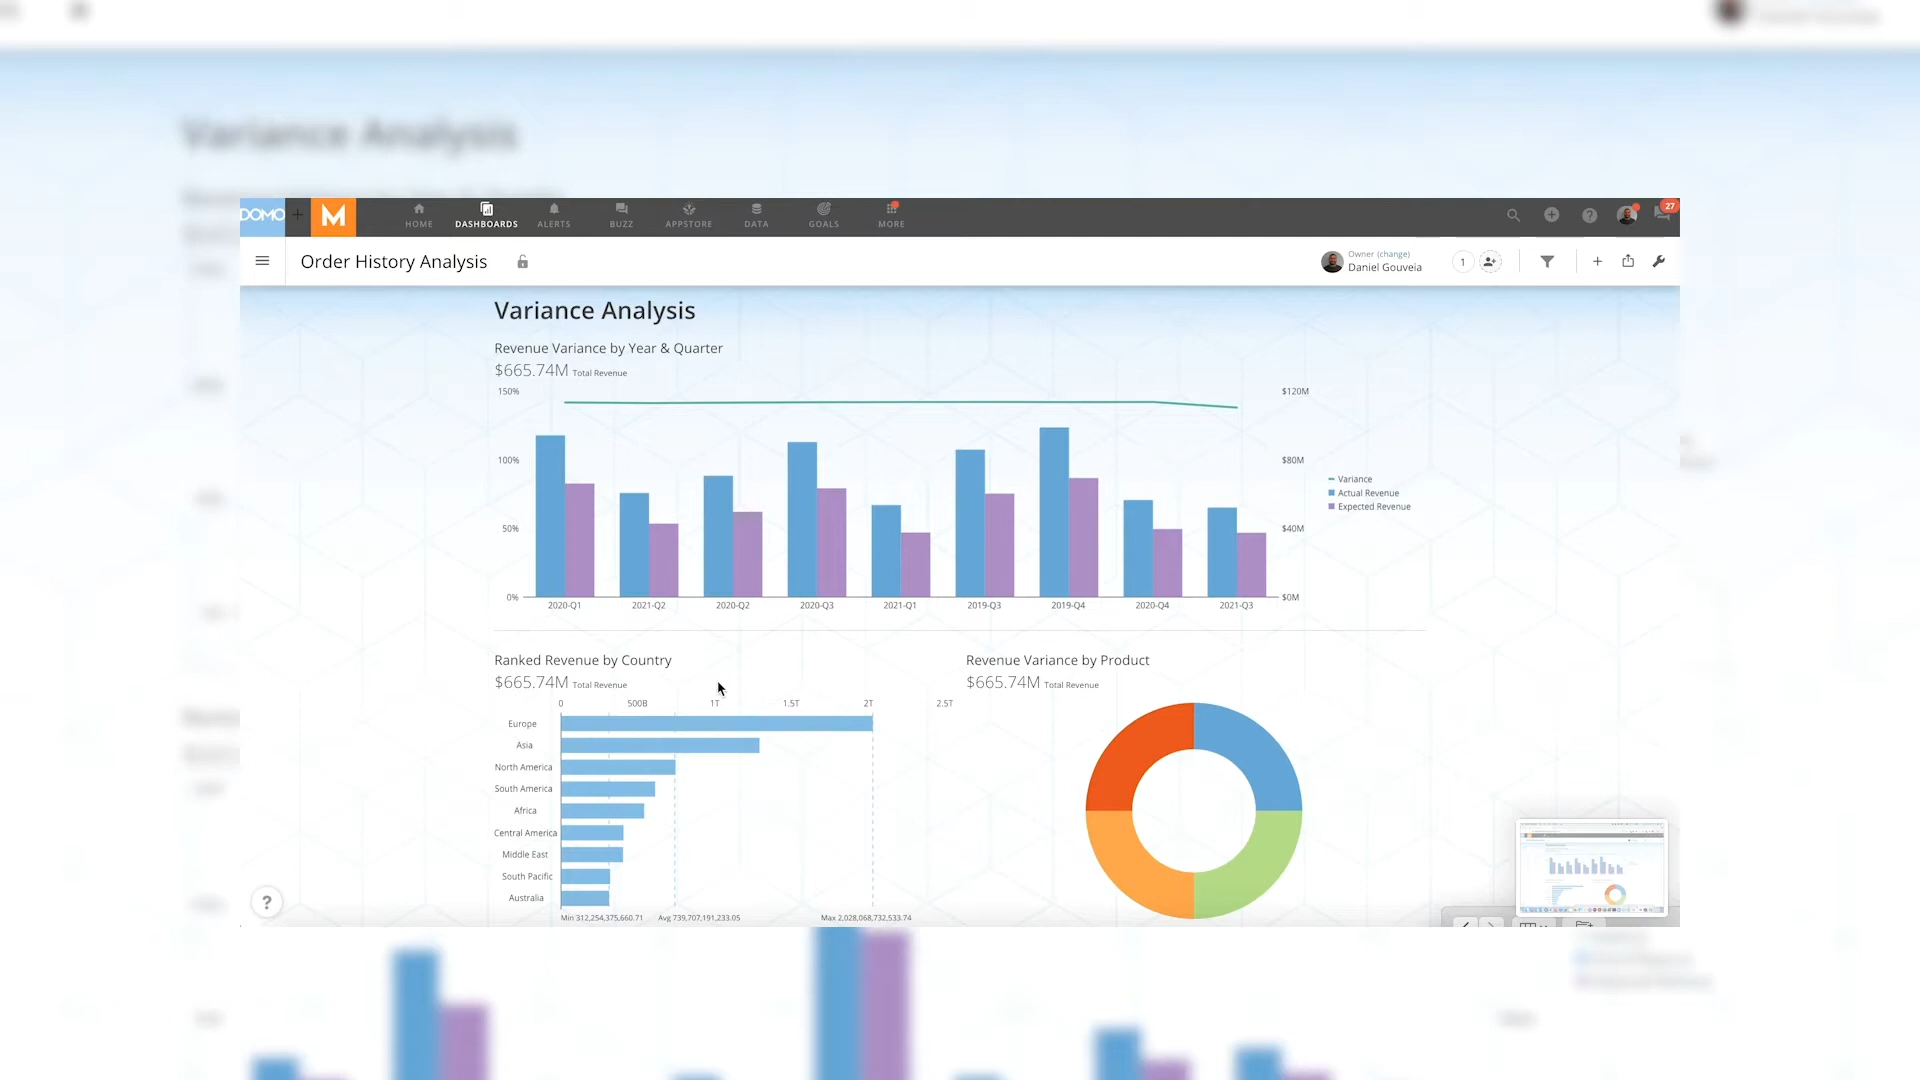 Variance Analysis
DOMO
M
HOME
DASHBOARDS
ALERTS
BUZZ
APPSTORE
DATA
GOALS
MORE
27
Order History Analysis
Owner (change)
Daniel Gouveia
1
Variance Analysis
Revenue Variance by Year & Quarter
$665.74M Total Revenue
150%
$120M
100%
$80M
50%
$40M
0%
$0M
Variance
Actual Revenue
Expected Revenue
2020-Q1
2021-Q2
2020-Q2
2020-Q3
2021-Q1
2019-Q3
2019-Q4
2020-Q4
2021-Q3
Ranked Revenue by Country
$665.74M Total Revenue
0
500B
1T
1.5T
2T
2.5T
Europe
Asia
North America
South America
Africa
Central America
Middle East
South Pacific
Australia
Min 312,254,375,660.71
Avg 739,707,191,233.05
Max 2,028,068,732,533.74
Revenue Variance by Product
$665.74M Total Revenue
?